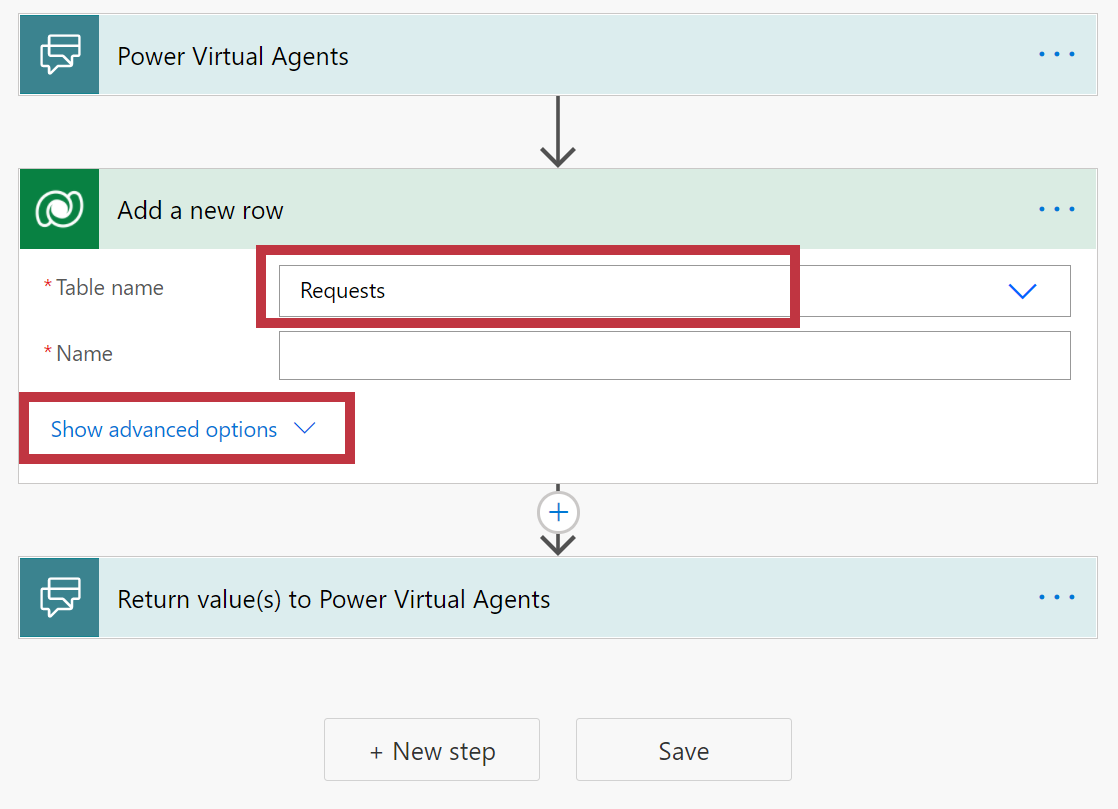 Power Virtual Agents
Add a new row
* Table name
Requests
* Name
Show advanced options
Return value(s) to Power Virtual Agents
+ New step
Save